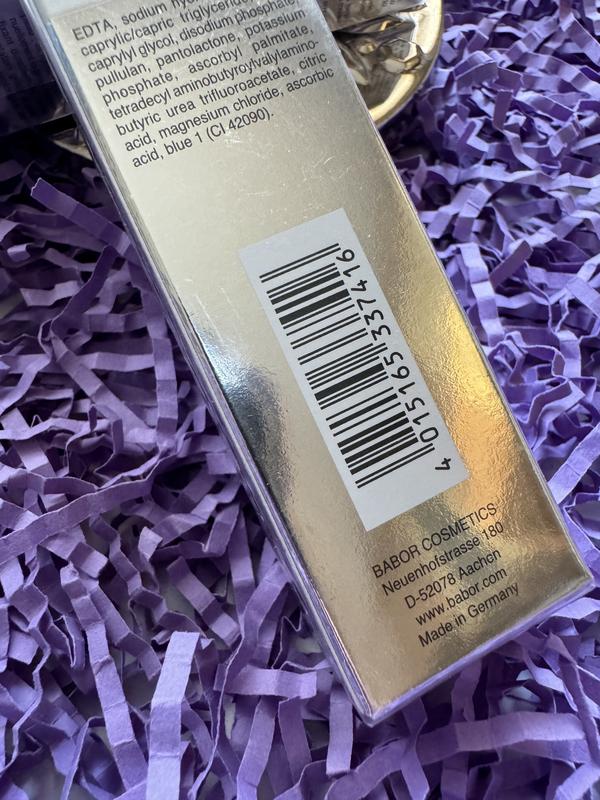 EDTA, sodium
caprylic/capric triglyceride
caprylyl glycol, disodium phosphate,
pullulan, pantolactone, potassium
phosphate, ascorbyl palmitate,
tetradecyl aminobutyroylvalylamino-
butyric urea trifluoroacetate, citric
acid, magnesium chloride, ascorbic
acid, blue 1 (CI 42090).
4 015165 337416
BABOR COSMETICS
Neuenhofstrasse 180
D-52078 Aachen
www.babor.com
Made in Germany